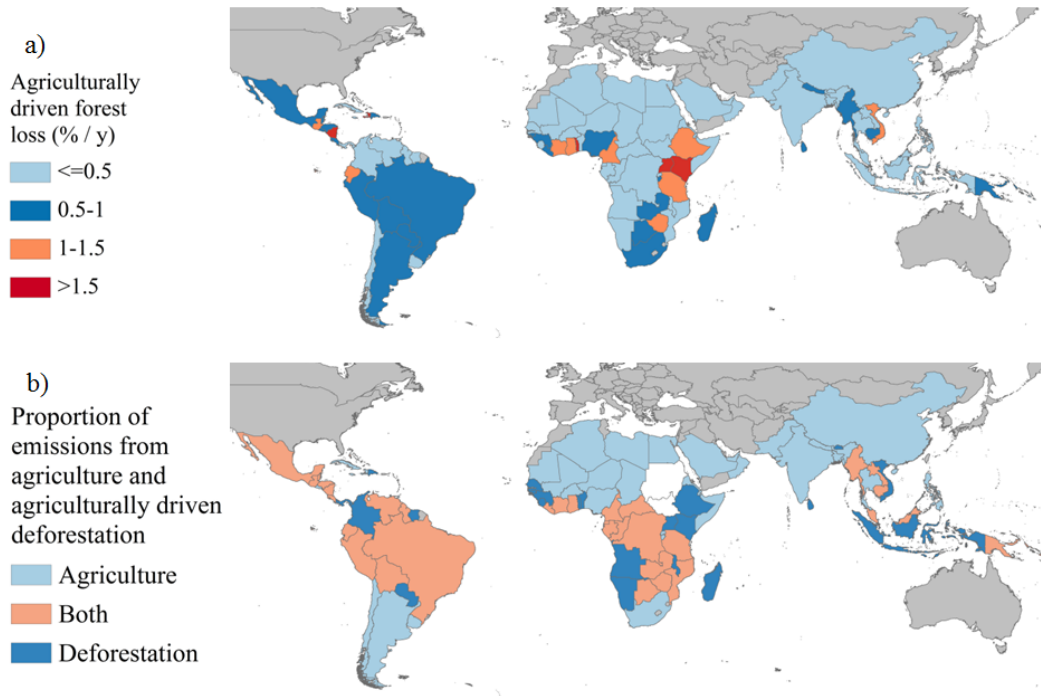 a)
Agriculturally
driven forest
loss (% / y)
<=0.5
0.5-1
1-1.5
>1.5
b)
Proportion of
emissions from
agriculture and
agriculturally driven
deforestation
Agriculture
Both
Deforestation